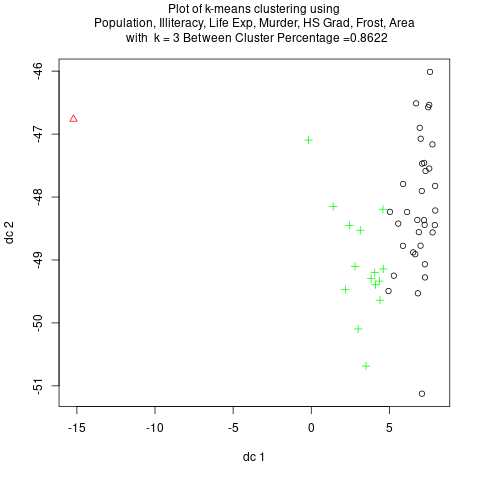 Plot of k-means clustering using
Population, Illiteracy, Life Exp, Murder, HS Grad, Frost, Area
with k = 3 Between Cluster Percentage =0.8622
-46
-47
-48
-49
-50
-51
dc 2
-15 -10 -5 0 5
dc 1